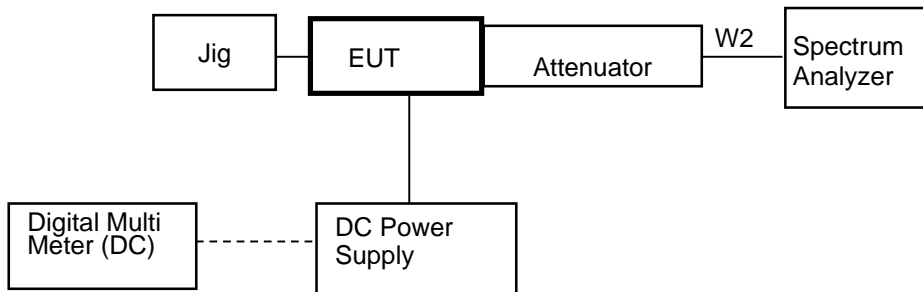 Jig
EUT
Attenuator
W2
Spectrum
Analyzer
Digital Multi
Meter (DC)
DC Power
Supply